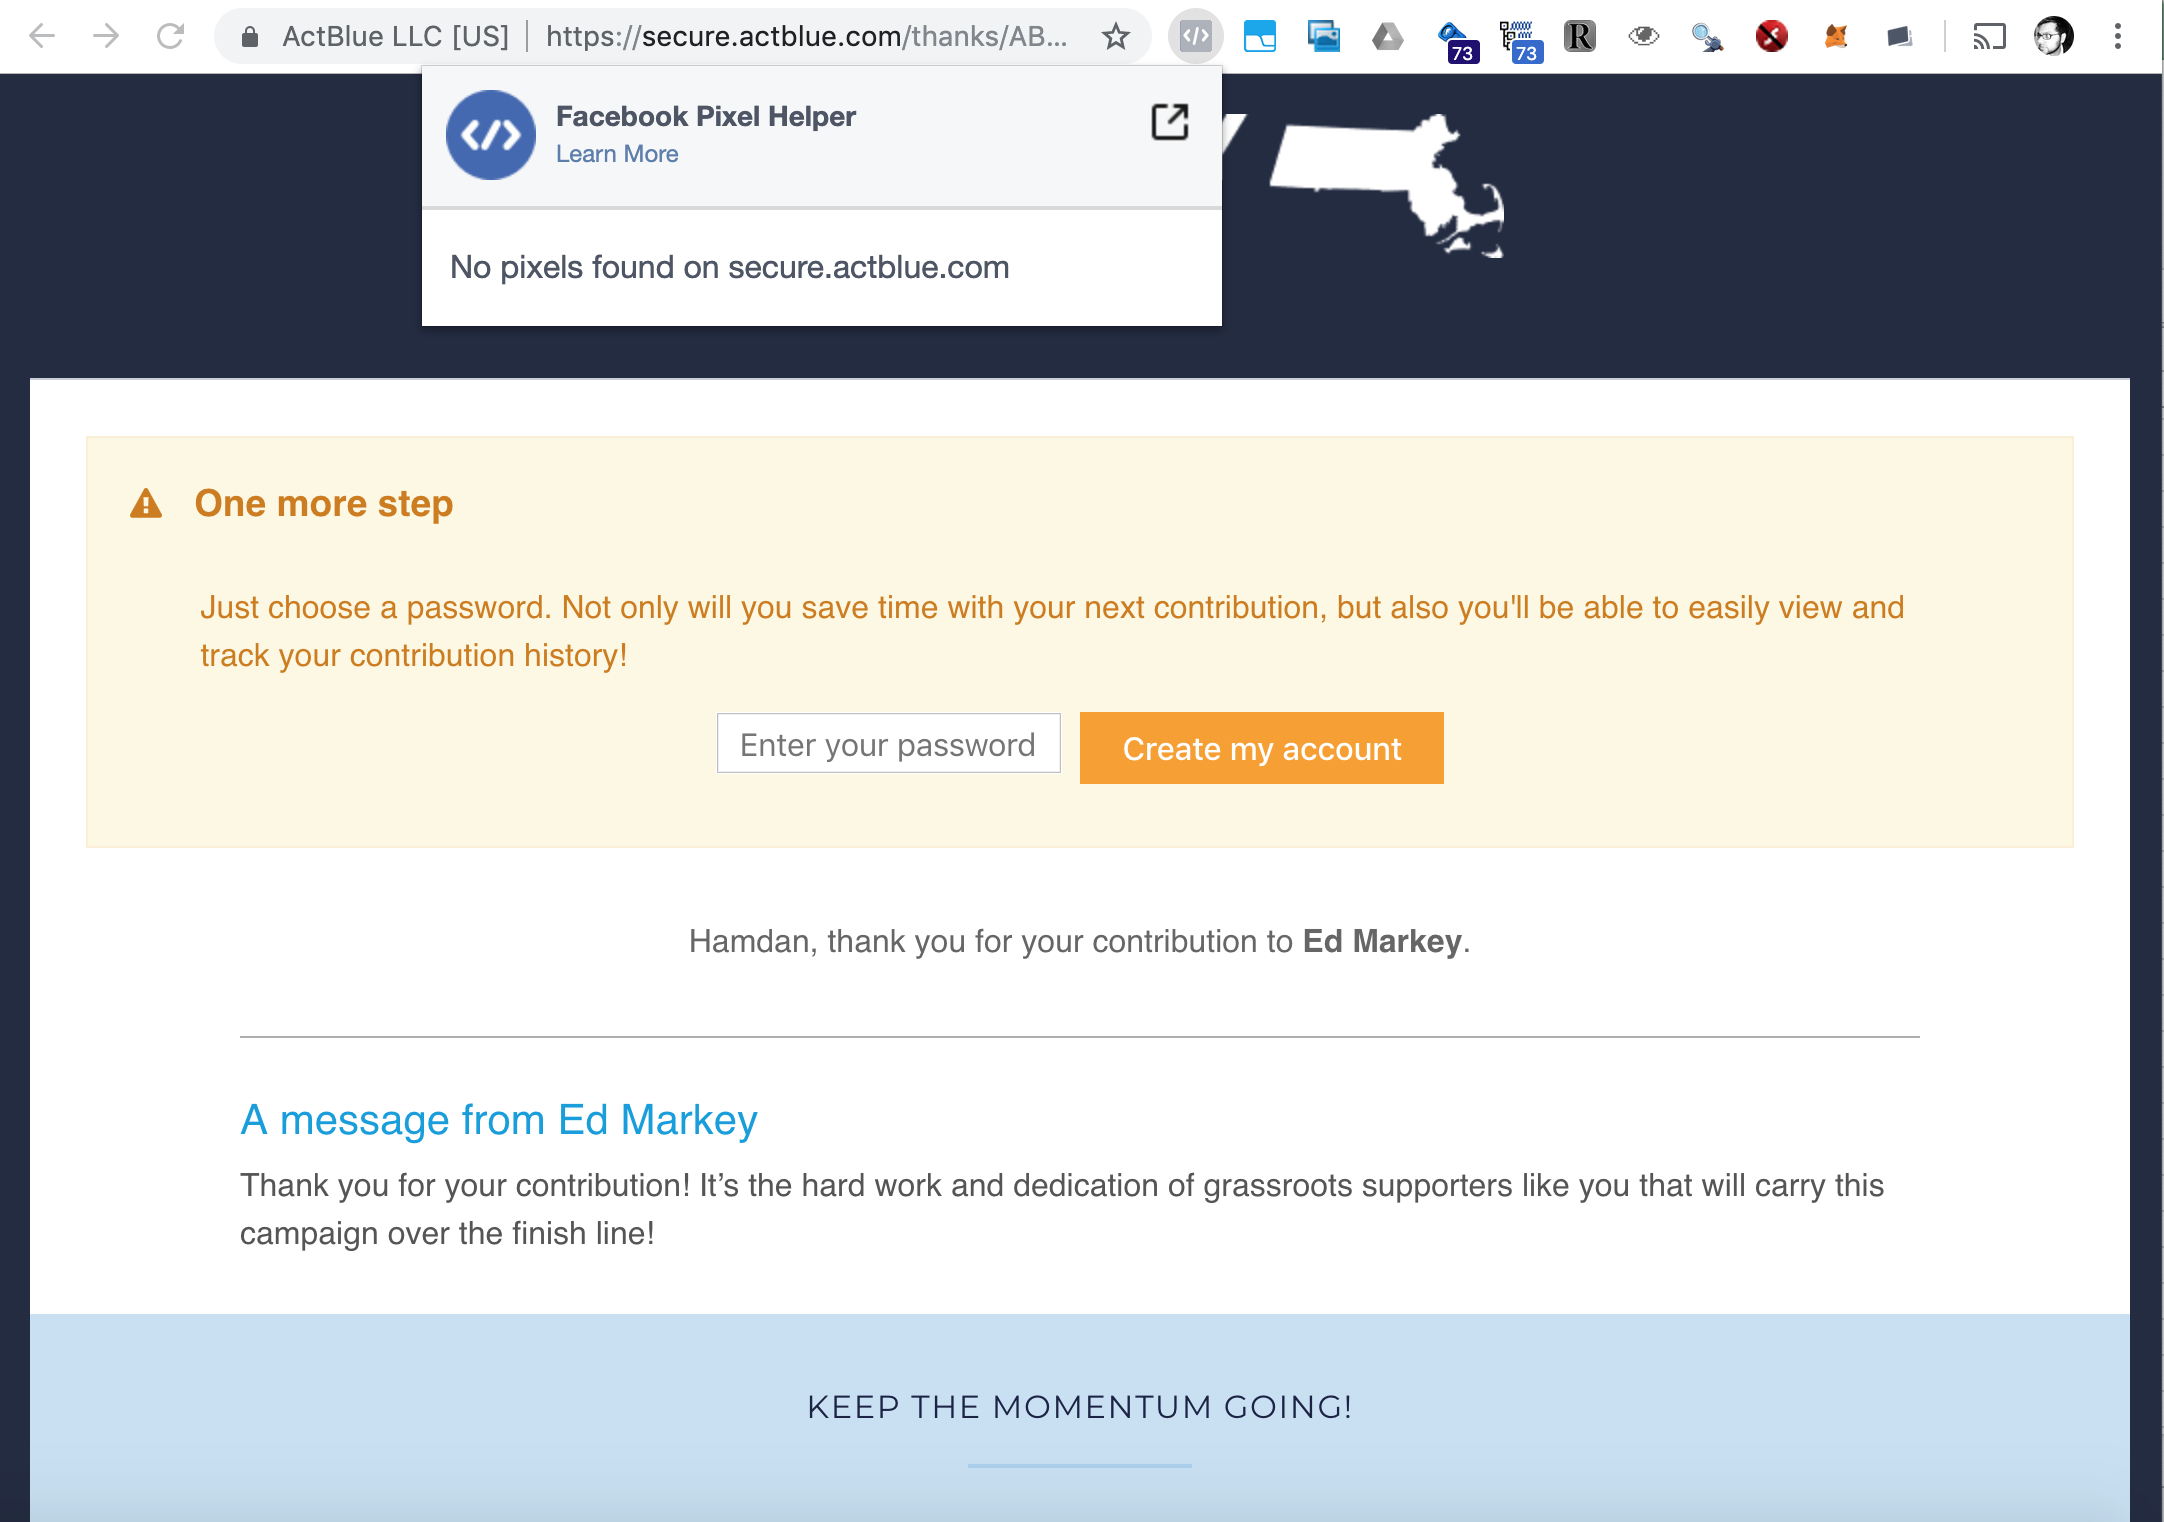 ActBlue LLC [US] | https://secure.actblue.com/thanks/AB...
73
73
R
Facebook Pixel Helper
Learn More
No pixels found on secure.actblue.com
One more step
Just choose a password. Not only will you save time with your next contribution, but also you'll be able to easily view and
track your contribution history!
Enter your password
Create my account
Hamdan, thank you for your contribution to Ed Markey.
A message from Ed Markey
Thank you for your contribution! It’s the hard work and dedication of grassroots supporters like you that will carry this
campaign over the finish line!
KEEP THE MOMENTUM GOING!